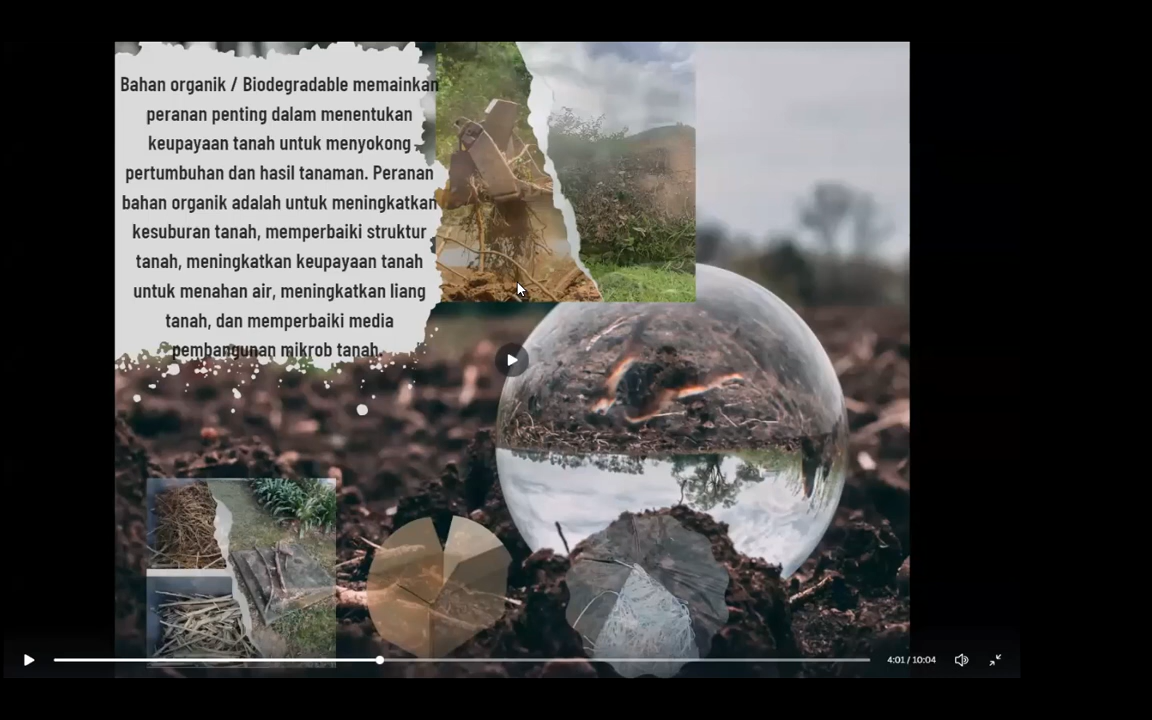 Bahan organik / Biodegradable memainkan
peranan penting dalam menentukan
keupayaan tanah untuk menyokong
pertumbuhan dan hasil tanaman. Peranan
bahan organik adalah untuk meningkatkan
kesuburan tanah, memperbaiki struktur
tanah, meningkatkan keupayaan tanah
untuk menahan air, meningkatkan liang
tanah, dan memperbaiki media
pembangunan mikrob tanah.
4:01 / 10:04